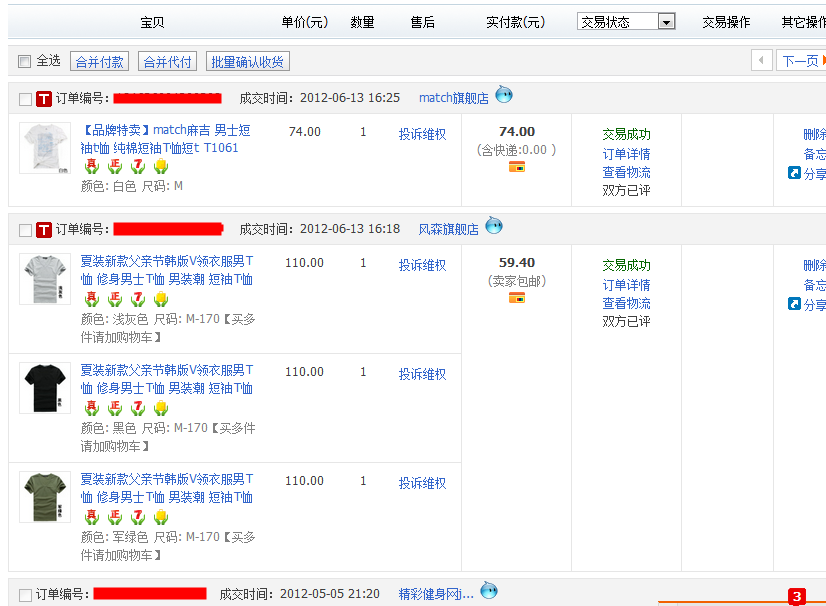 宝贝 单价(元) 数量 售后 实付款(元) 交易状态 交易操作 其它操作
全选 合并付款 合并代付 批量确认收货 下一页
T 订单编号: 成交时间: 2012-06-13 16:25 match旗舰店
【品牌特卖】match麻吉 男士短 74.00 1 投诉维权 74.00 交易成功 删除
袖t恤 纯棉短袖T恤短t T1061 (含快递:0.00 ) 订单详情 备忘
真 正 7 查看物流 分享
颜色: 白色 尺码: M 双方已评
白色
T 订单编号: 成交时间: 2012-06-13 16:18 风森旗舰店
夏装新款父亲节韩版V领衣服男T 110.00 1 投诉维权 59.40 交易成功 删除
恤 修身男士T恤 男装潮 短袖T恤 (卖家包邮) 订单详情 备忘
真 正 7 查看物流 分享
颜色: 浅灰色 尺码: M-170【买多 双方已评
件请加购物车】
夏装新款父亲节韩版V领衣服男T 110.00 1 投诉维权
恤 修身男士T恤 男装潮 短袖T恤
真 正 7
颜色: 黑色 尺码: M-170【买多件
请加购物车】
夏装新款父亲节韩版V领衣服男T 110.00 1 投诉维权
恤 修身男士T恤 男装潮 短袖T恤
真 正 7
颜色: 军绿色 尺码: M-170【买多
件请加购物车】
订单编号: 成交时间: 2012-05-05 21:20 精彩健身网j... 3